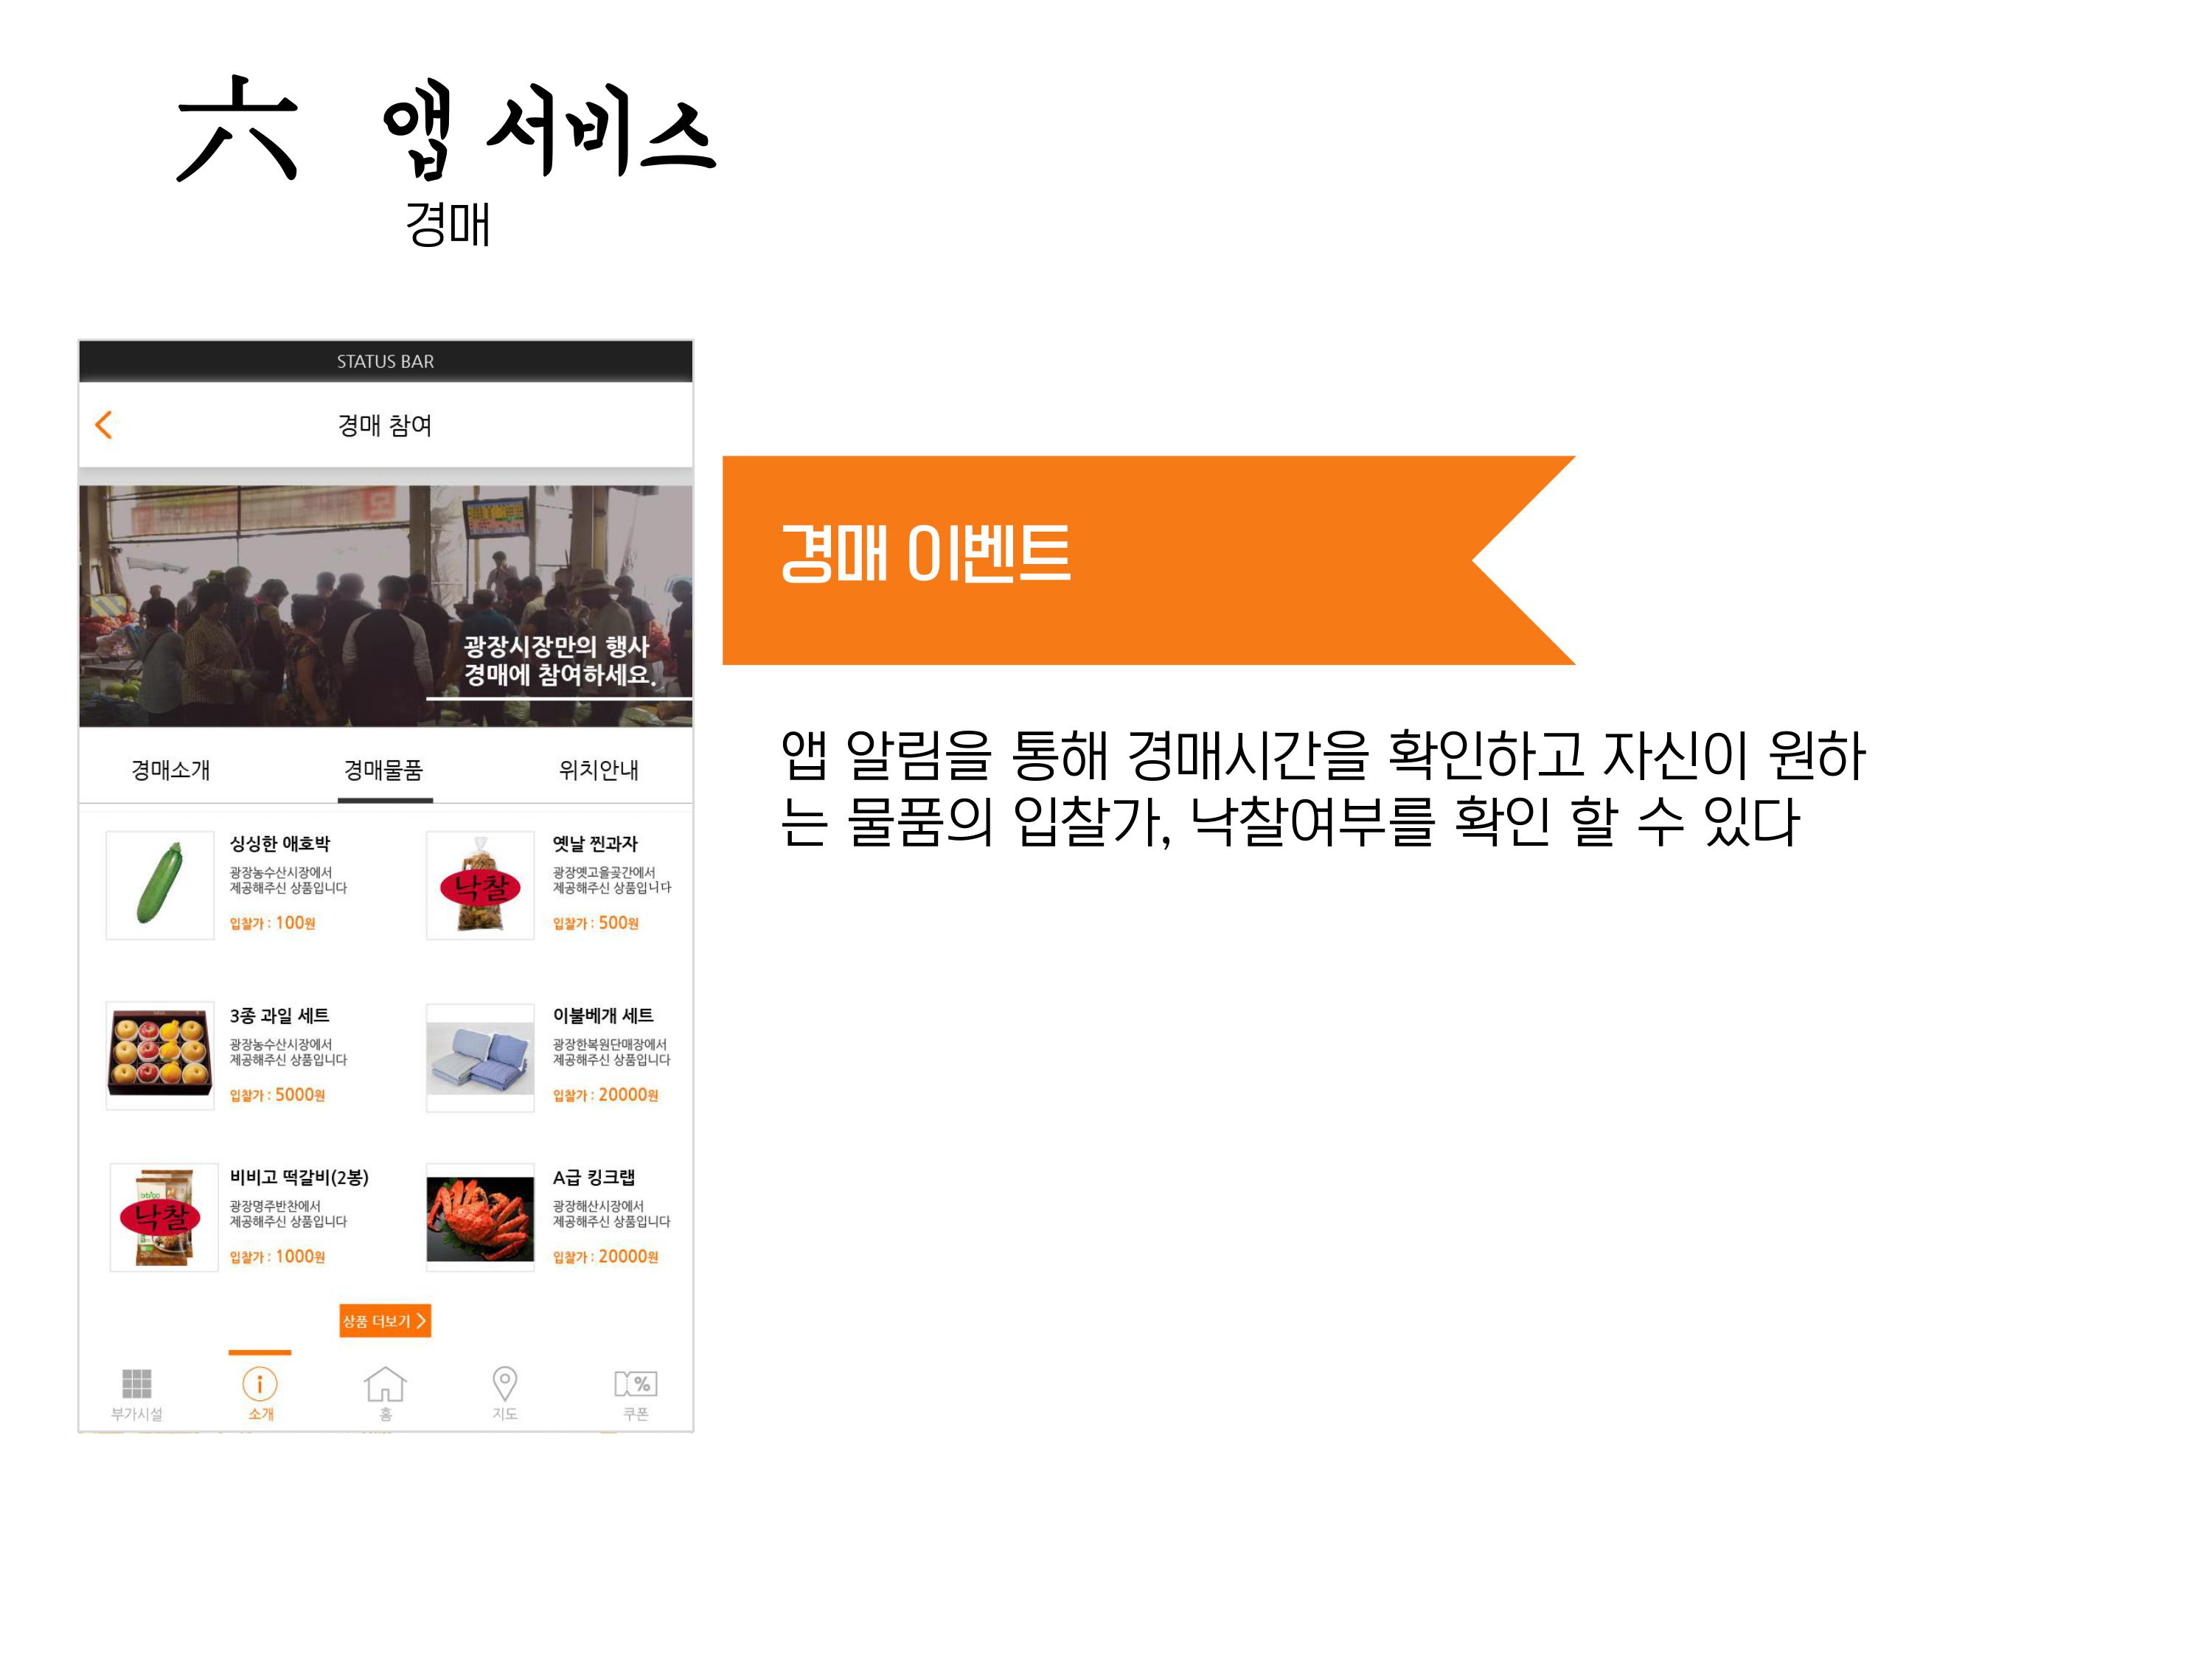 六 앱 서비스
경매
STATUS BAR
경매 참여
광장시장만의 행사
경매에 참여하세요.
경매소개 경매물품 위치안내
싱싱한 애호박
광장농수산시장에서
제공해주신 상품입니다
입찰가 : 100원
옛날 찐과자
낙찰
광장옛고을곶간에서
제공해주신 상품입니다
입찰가 : 500원
3종 과일 세트
광장농수산시장에서
제공해주신 상품입니다
입찰가 : 5000원
이불베개 세트
광장한복원단매장에서
제공해주신 상품입니다
입찰가 : 20000원
비비고 떡갈비(2봉)
낙찰
광장명주반찬에서
제공해주신 상품입니다
입찰가 : 1000원
A급 킹크랩
광장해산시장에서
제공해주신 상품입니다
입찰가 : 20000원
상품 더보기
부가시설 소개 홈 지도 쿠폰
경매 이벤트
앱 알림을 통해 경매시간을 확인하고 자신이 원하
는 물품의 입찰가, 낙찰여부를 확인 할 수 있다